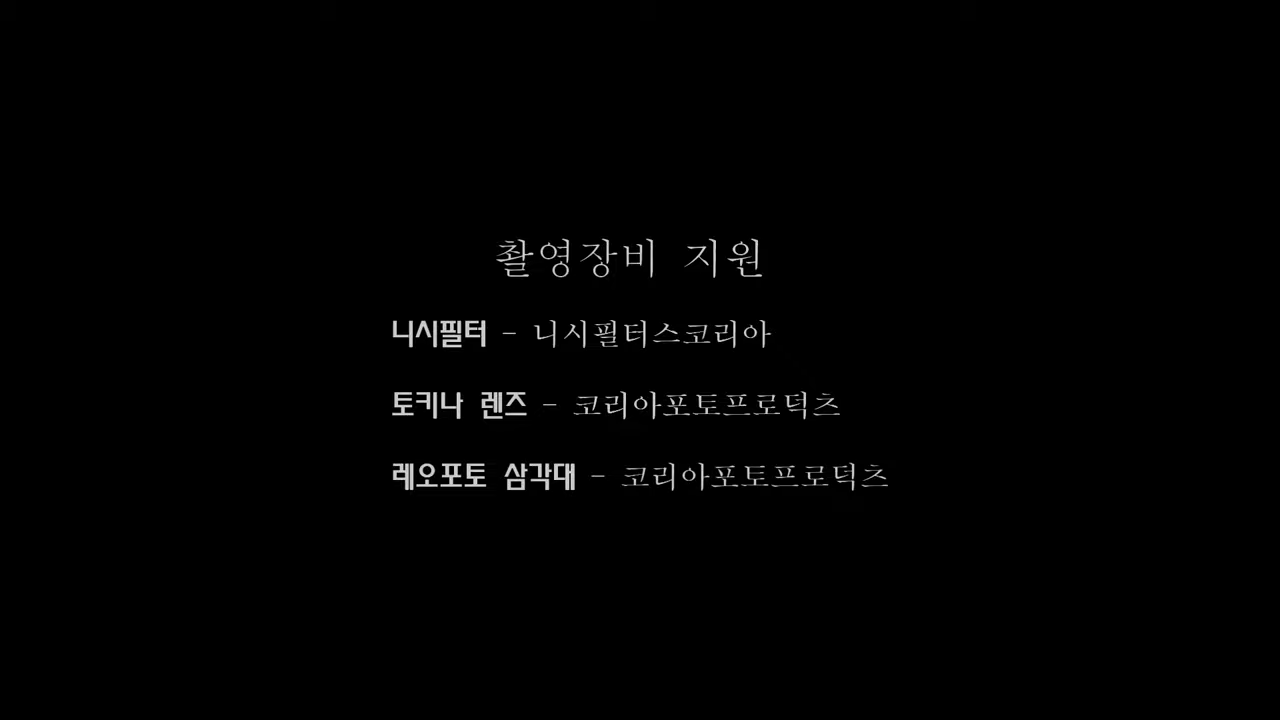 촬영장비 지원
니시필터 - 니시필터스코리아
토키나 렌즈 - 코리아포토프로덕츠
레오포토 삼각대 - 코리아포토프로덕츠